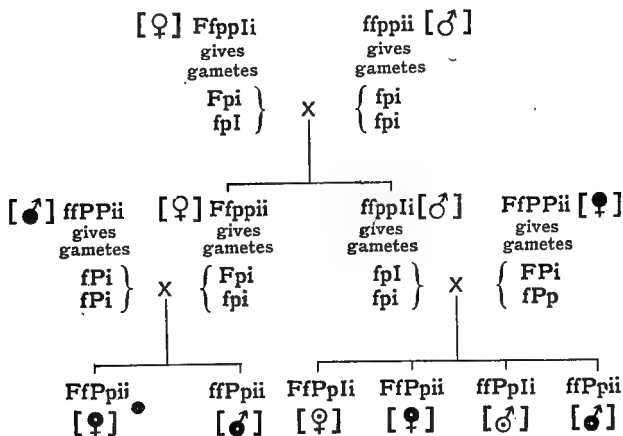 [♀] FfppIi ffppii [♂]
gives gives
gametes gametes
Fpi } x { fpi
fpI fpi
[♂] ffPPii [♀] Ffppii ffppIi [♂] FfPPii [♀]
gives gives gives gives
gametes gametes gametes gametes
fPi } x { Fpi fpI } x { FPi
fPi fpi fpi fPp
FfPpii ffPpii FfPpIi FfPpii ffPpIi ffPpii
[♀] [♂] [♀] [♀] [♂] [♂]